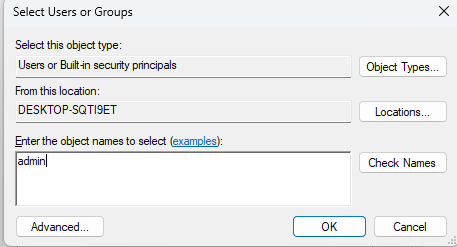 Select Users or Groups
Select this object type:
Users or Built-in security principals
Object Types...
From this location:
DESKTOP-SQTI9ET
Locations...
Enter the object names to select (examples):
admin
Check Names
Advanced...
OK
Cancel